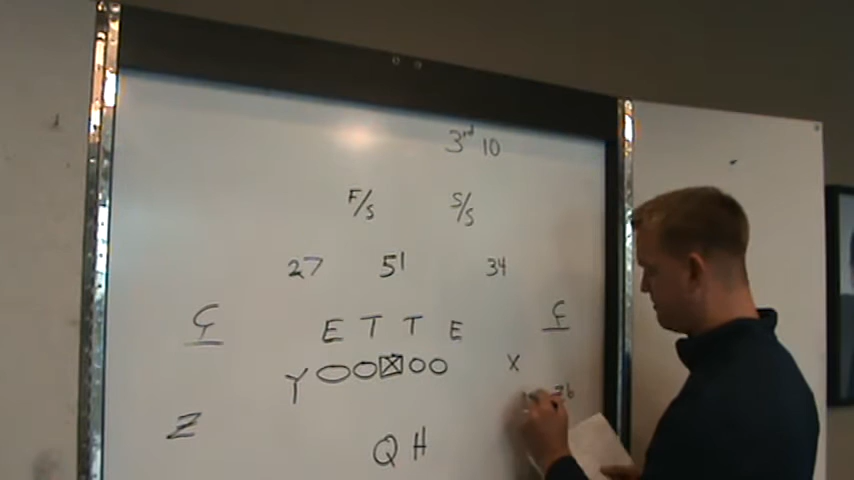 3rd 10
F/S S/S
27 51 34
C C
E T T E
Y X
Z
Q H